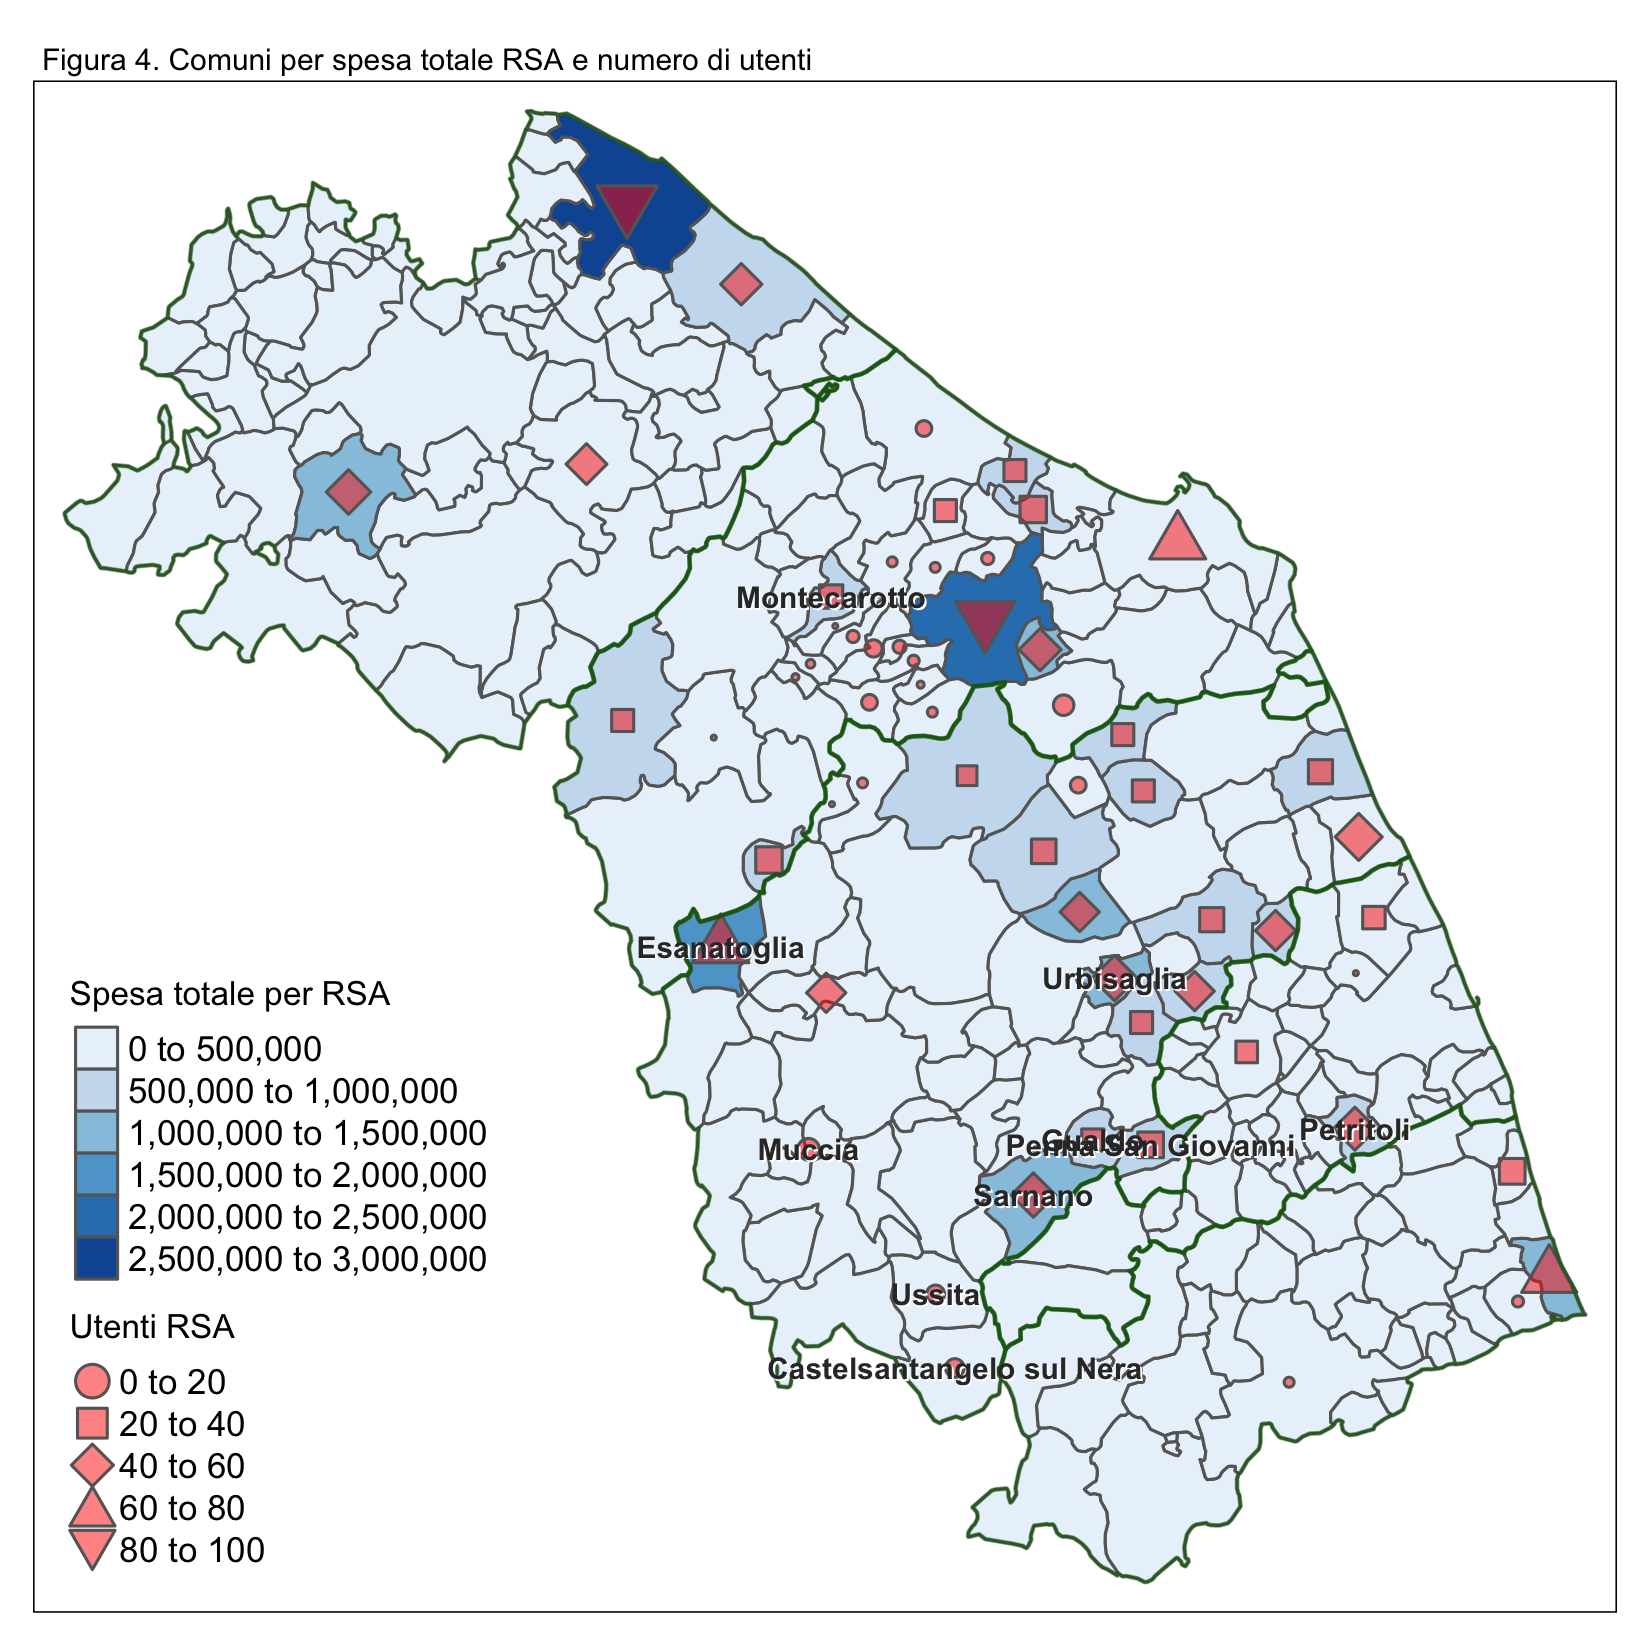 Figura 4. Comuni per spesa totale RSA e numero di utenti
Montecarotto
Esanatoglia
Urbisaglia
Spesa totale per RSA
0 to 500,000
500,000 to 1,000,000
1,000,000 to 1,500,000
1,500,000 to 2,000,000
2,000,000 to 2,500,000
2,500,000 to 3,000,000
Petritoli
Gualdo
Penna San Giovanni
Muccia
Sarnano
Ussita
Castelsantangelo sul Nera
Utenti RSA
0 to 20
20 to 40
40 to 60
60 to 80
80 to 100